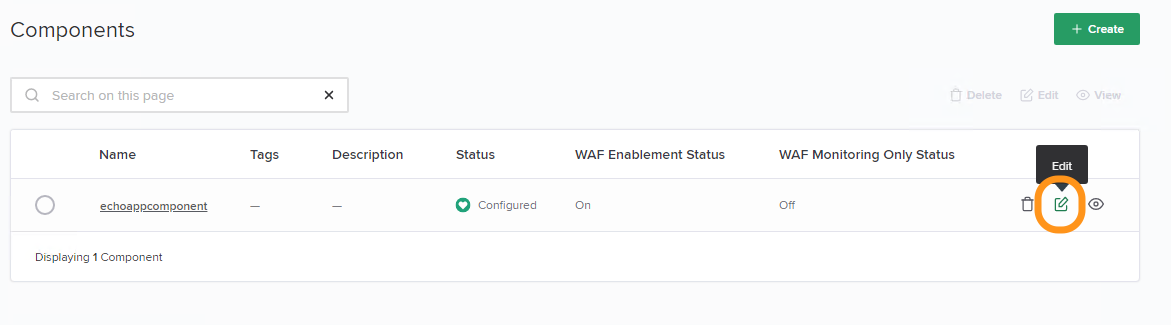 Components
+ Create
Search on this page
Delete Edit View
Name Tags Description Status WAF Enablement Status WAF Monitoring Only Status
Edit
echoappcomponent — — Configured On Off
Displaying 1 Component